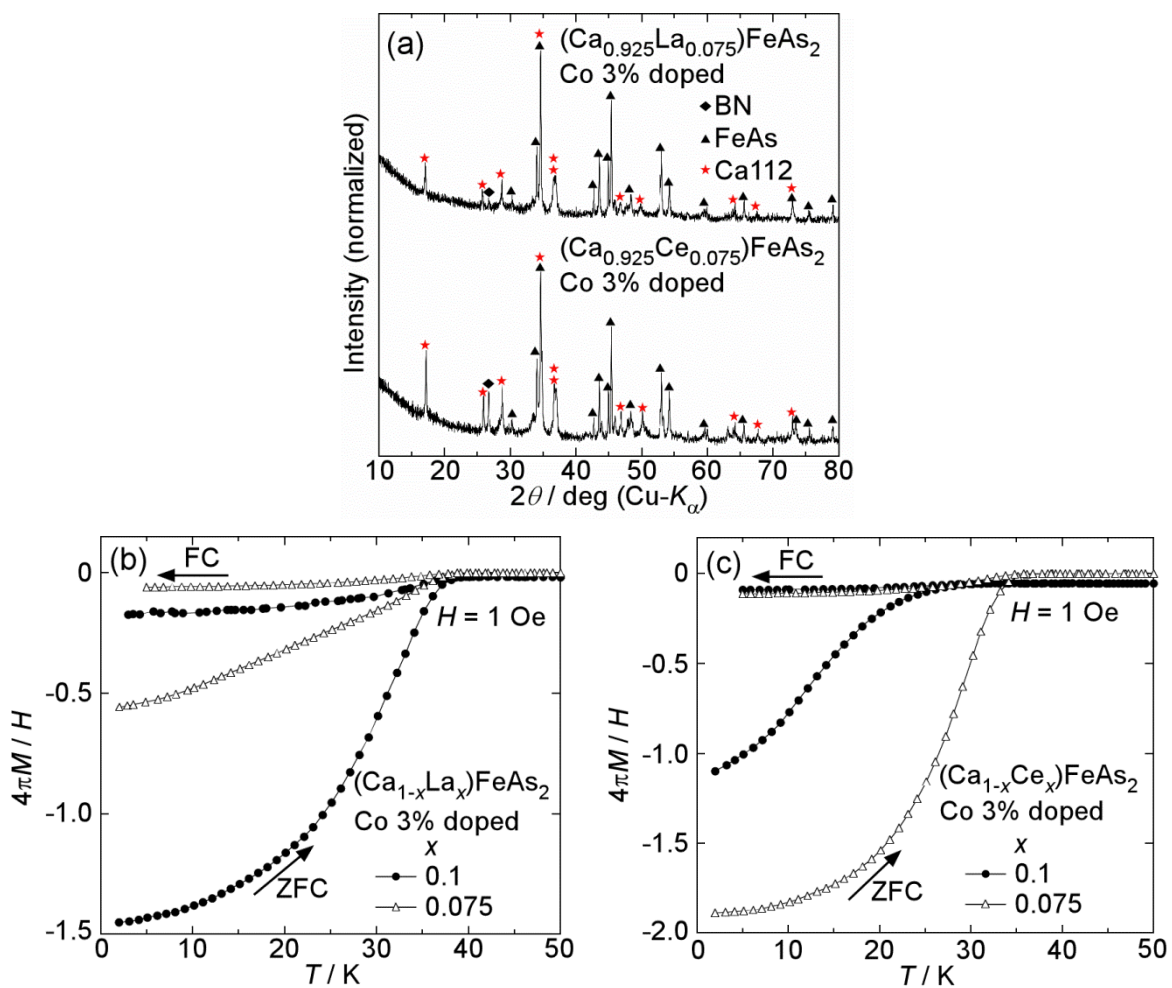 (a)
(Ca0.925La0.075)FeAs2
Co 3% doped
◆ BN
▲ FeAs
★ Ca112
(Ca0.925Ce0.075)FeAs2
Co 3% doped
Intensity (normalized)
10 20 30 40 50 60 70 80
2θ / deg (Cu-Kα)
(b)
FC
H = 1 Oe
(Ca1-xLax)FeAs2
Co 3% doped
x
0.1
0.075
ZFC
0
-0.5
-1.0
-1.5
4πM / H
0 10 20 30 40 50
T / K
(c)
FC
H = 1 Oe
(Ca1-xCex)FeAs2
Co 3% doped
x
0.1
0.075
ZFC
0
-0.5
-1.0
-1.5
-2.0
4πM / H
0 10 20 30 40 50
T / K